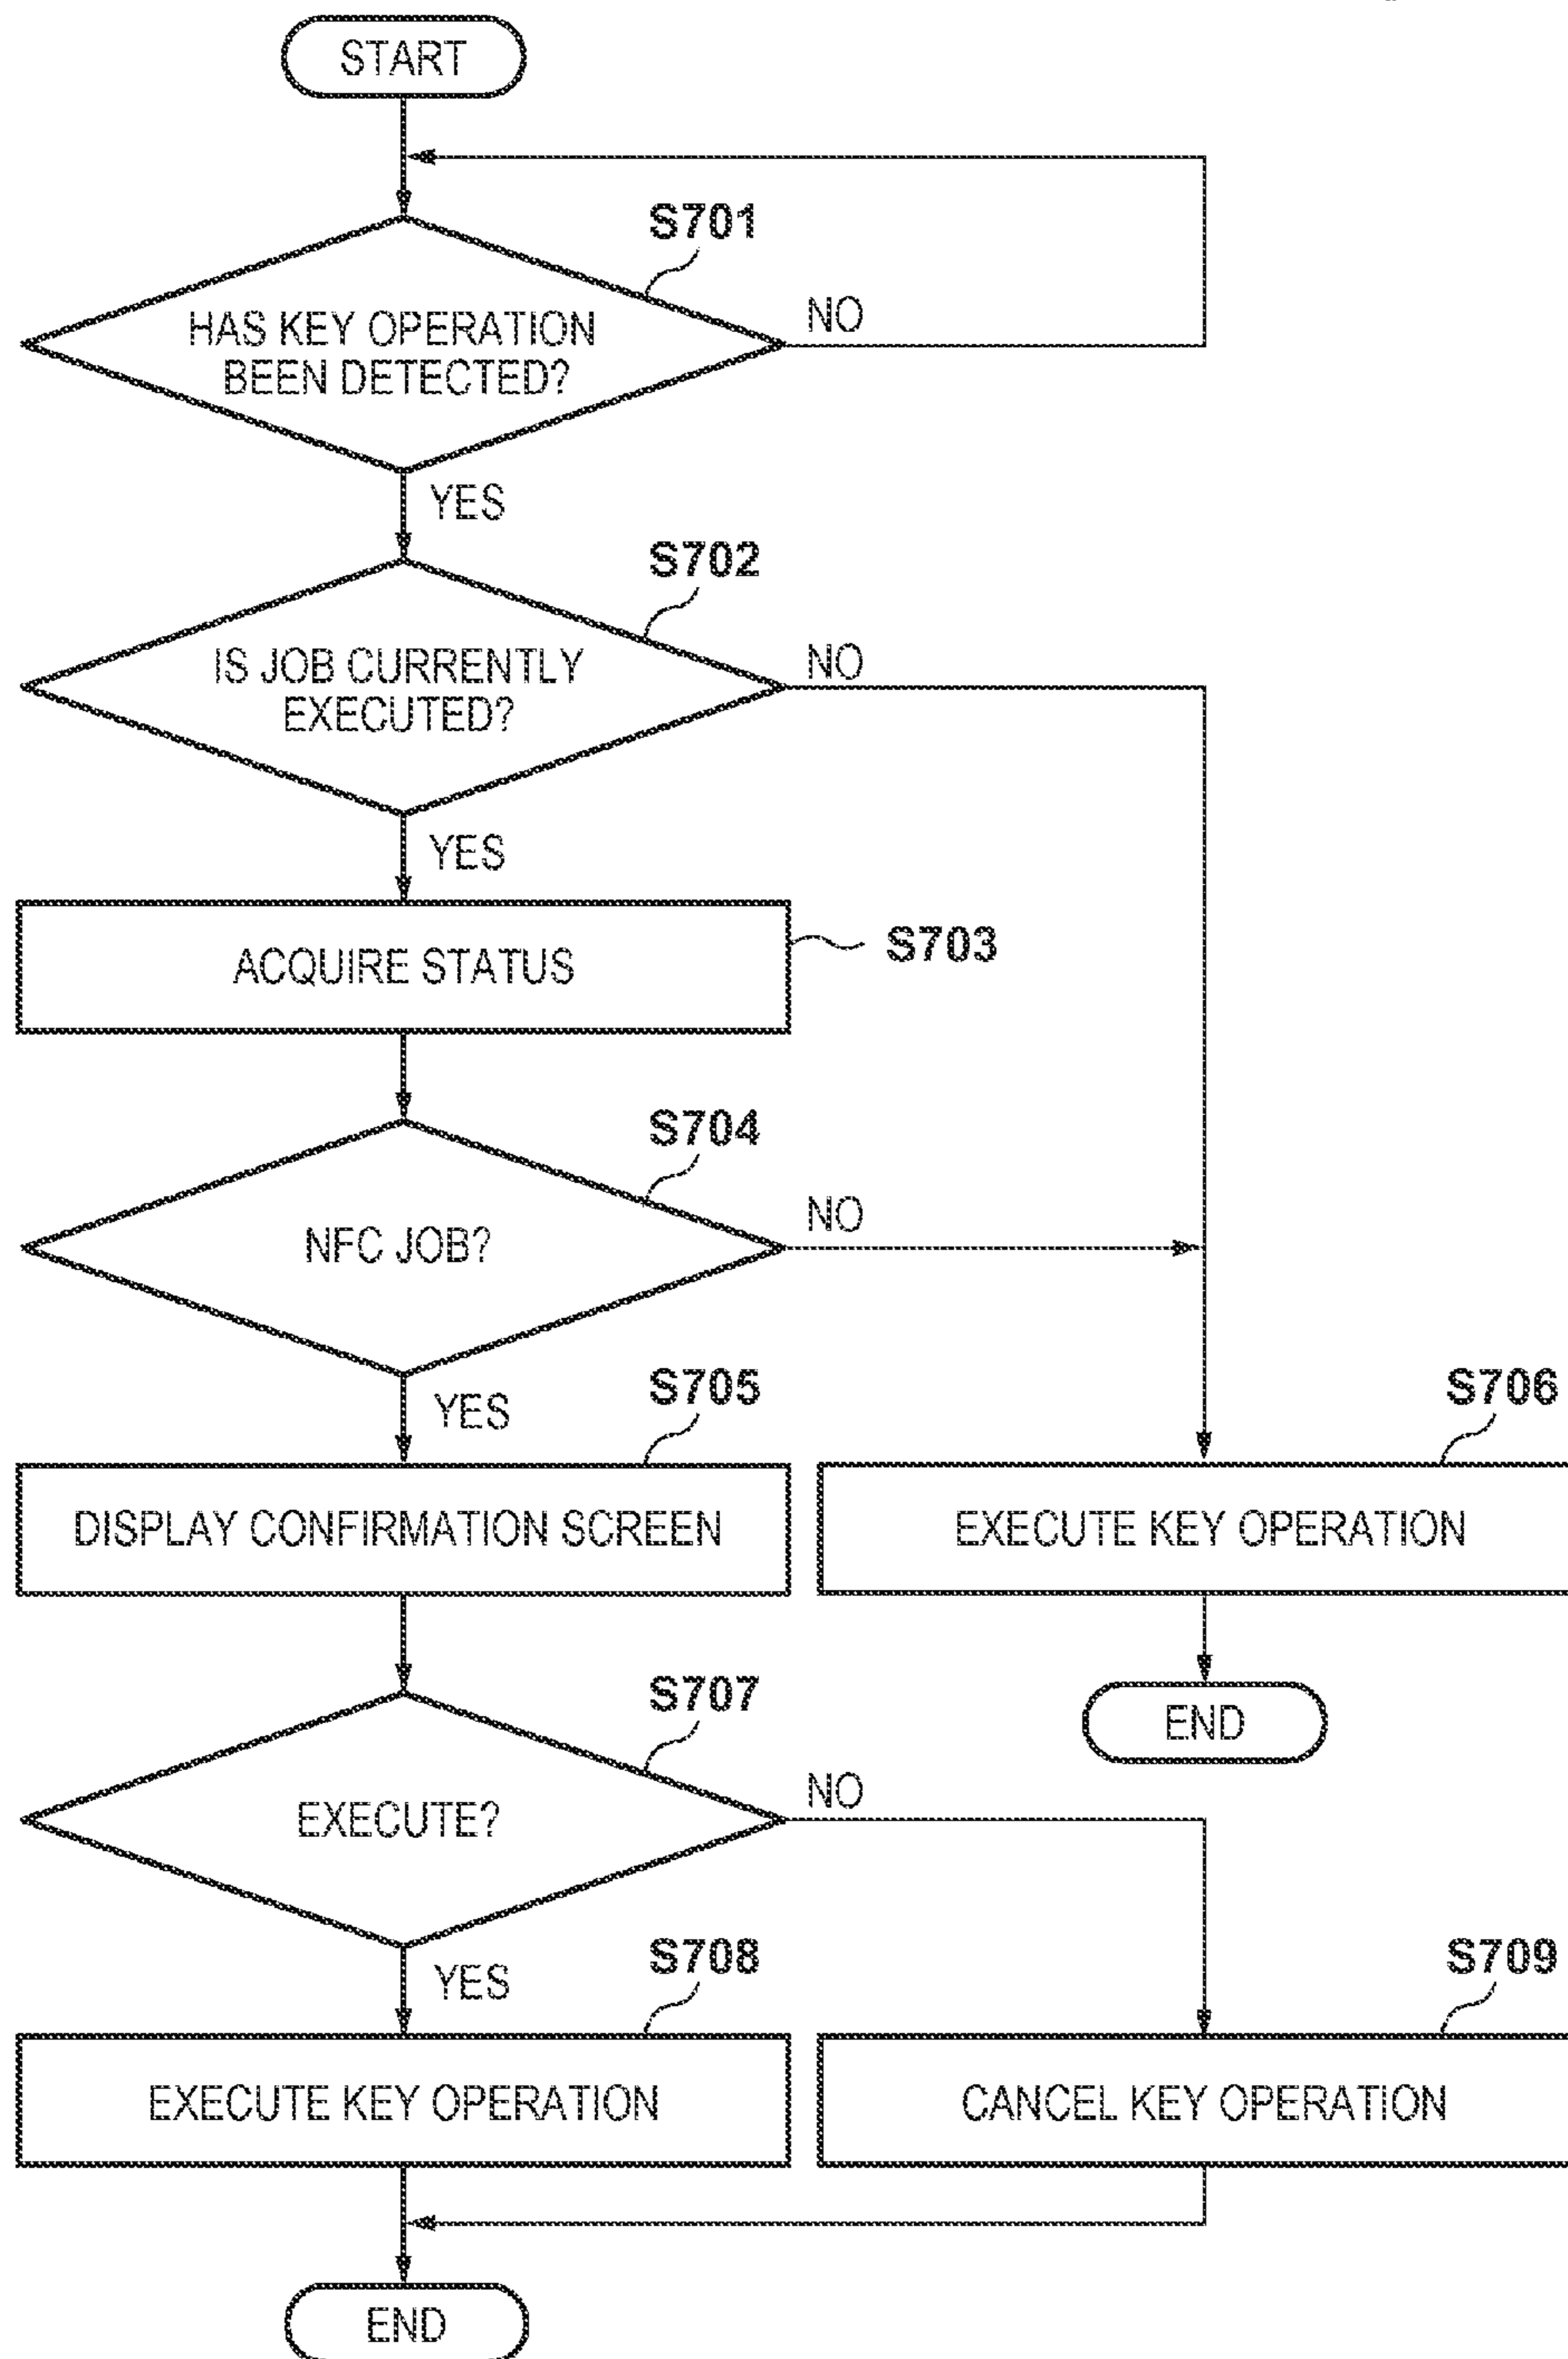 START
S701
HAS KEY OPERATION
BEEN DETECTED?
NO
YES
S702
IS JOB CURRENTLY
EXECUTED?
NO
YES
ACQUIRE STATUS
S703
S704
NFC JOB?
NO
YES
S705
S706
DISPLAY CONFIRMATION SCREEN
EXECUTE KEY OPERATION
S707
END
EXECUTE?
NO
YES
S708
S709
EXECUTE KEY OPERATION
CANCEL KEY OPERATION
END